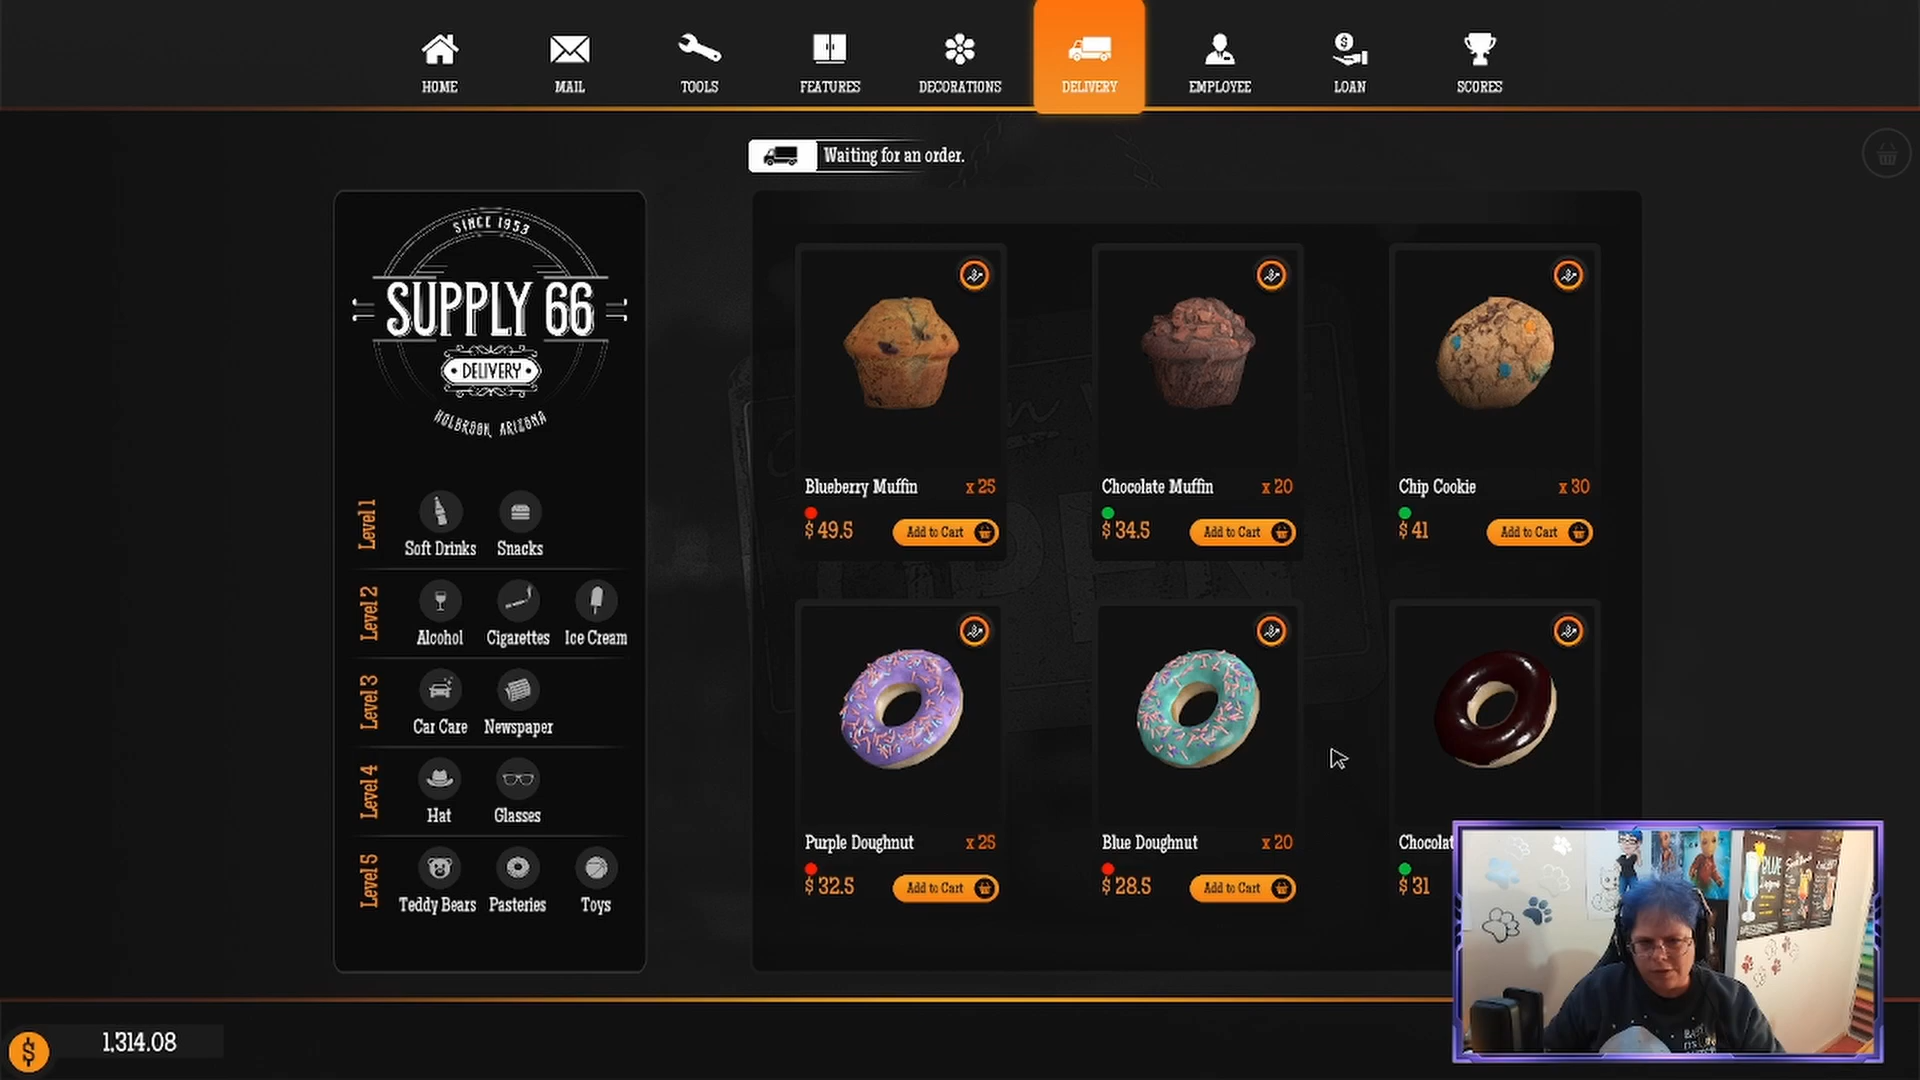 HOME MAIL TOOLS FEATURES DECORATIONS DELIVERY EMPLOYEE LOAN SCORES
Waiting for an order.
SINCE 1953
SUPPLY 66
• DELIVERY •
HOLBROOK, ARIZONA
Level 1
Soft Drinks Snacks
Level 2
Alcohol Cigarettes Ice Cream
Level 3
Car Care Newspaper
Level 4
Hat Glasses
Level 5
Teddy Bears Pasteries Toys
Blueberry Muffin x 25
$ 49.5 Add to Cart
Chocolate Muffin x 20
$ 34.5 Add to Cart
Chip Cookie x 30
$ 41 Add to Cart
Purple Doughnut x 25
$ 32.5 Add to Cart
Blue Doughnut x 20
$ 28.5 Add to Cart
Chocolat
$ 31
$ 1,314.08